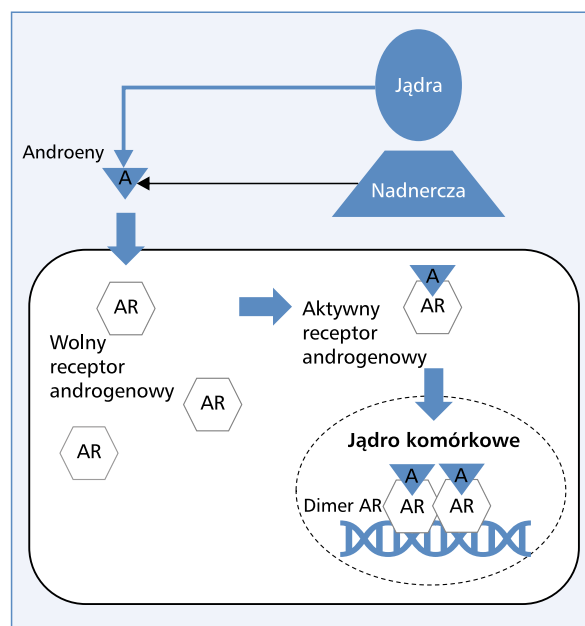 Jądra
Androeny
A
Nadnercza
AR
A
AR
Wolny
receptor
androgenowy
Aktywny
receptor
androgenowy
AR
AR
Jądro komórkowe
A
A
Dimer AR
AR
AR